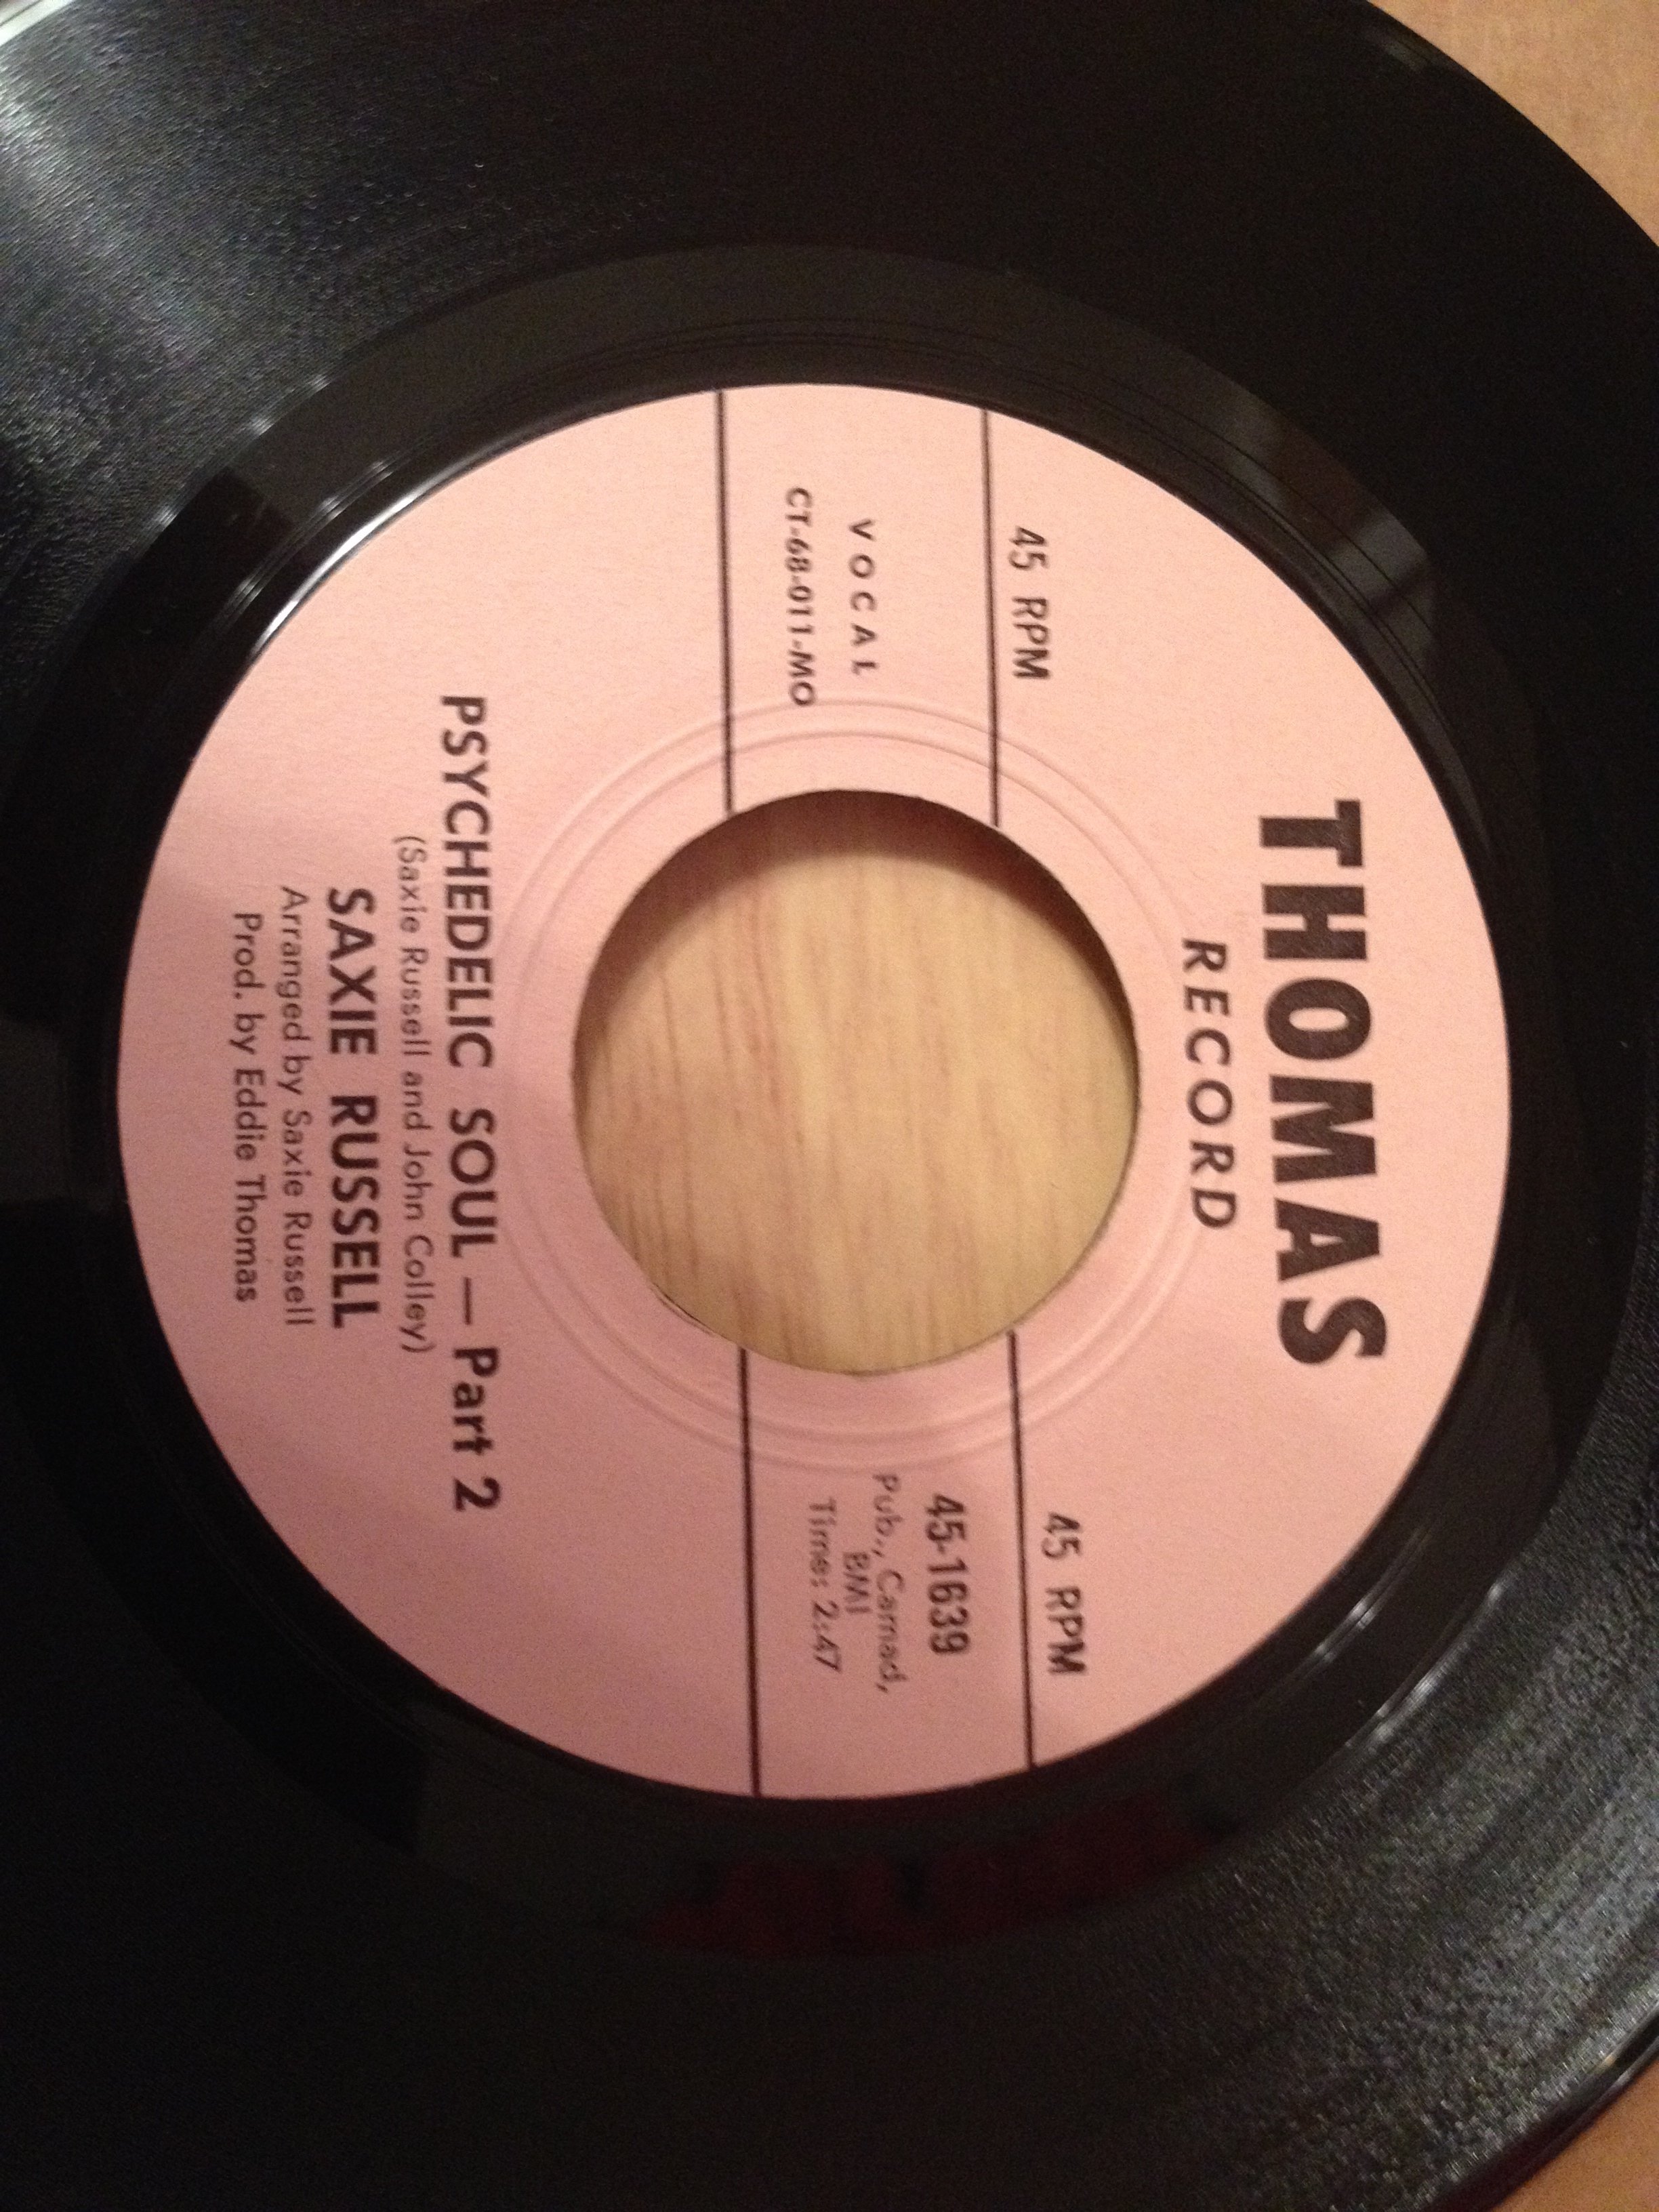 THOMAS
RECORD
45 RPM
45 RPM
VOCAL
CT-68-011-MO
45-1639
Pub., Camad,
BMI
Time: 2:47
PSYCHEDELIC SOUL — Part 2
(Saxie Russell and John Colley)
SAXIE RUSSELL
Arranged by Saxie Russell
Prod. by Eddie Thomas